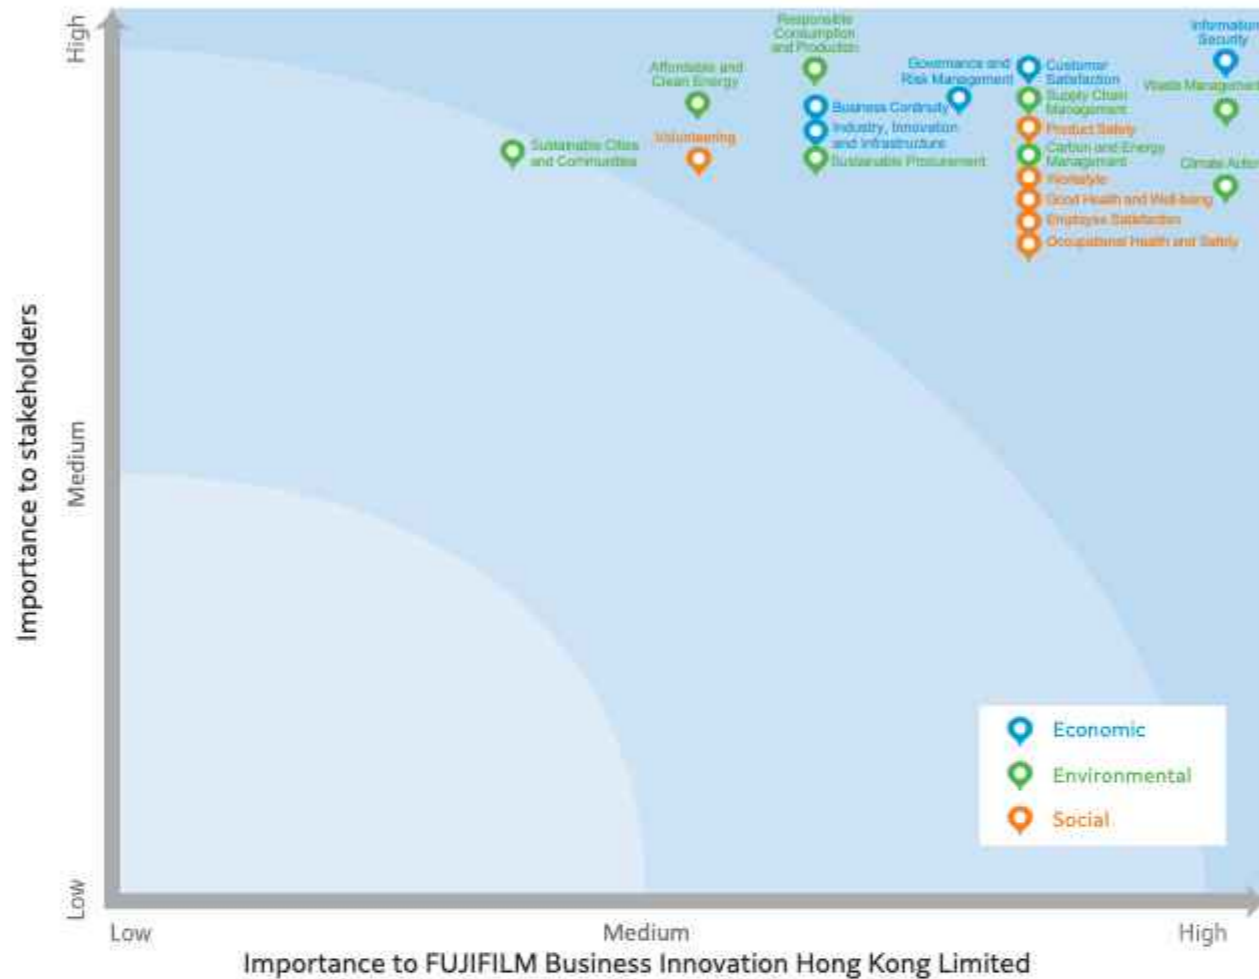 High
Medium
Low
Importance to stakeholders
Responsible
Consumption
and Production
Affordable and
Clean Energy
Sustainable Cities
and Communities
Volunteering
Business Continuity
Industry, Innovation
and Infrastructure
Sustainable Procurement
Governance and
Risk Management
Customer
Satisfaction
Supply Chain
Management
Product Safety
Carbon and Energy
Management
Workstyle
Good Health and Well-being
Employee Satisfaction
Occupational Health and Safety
Information
Security
Waste Management
Climate Action
Economic
Environmental
Social
Low
Medium
High
Importance to FUJIFILM Business Innovation Hong Kong Limited